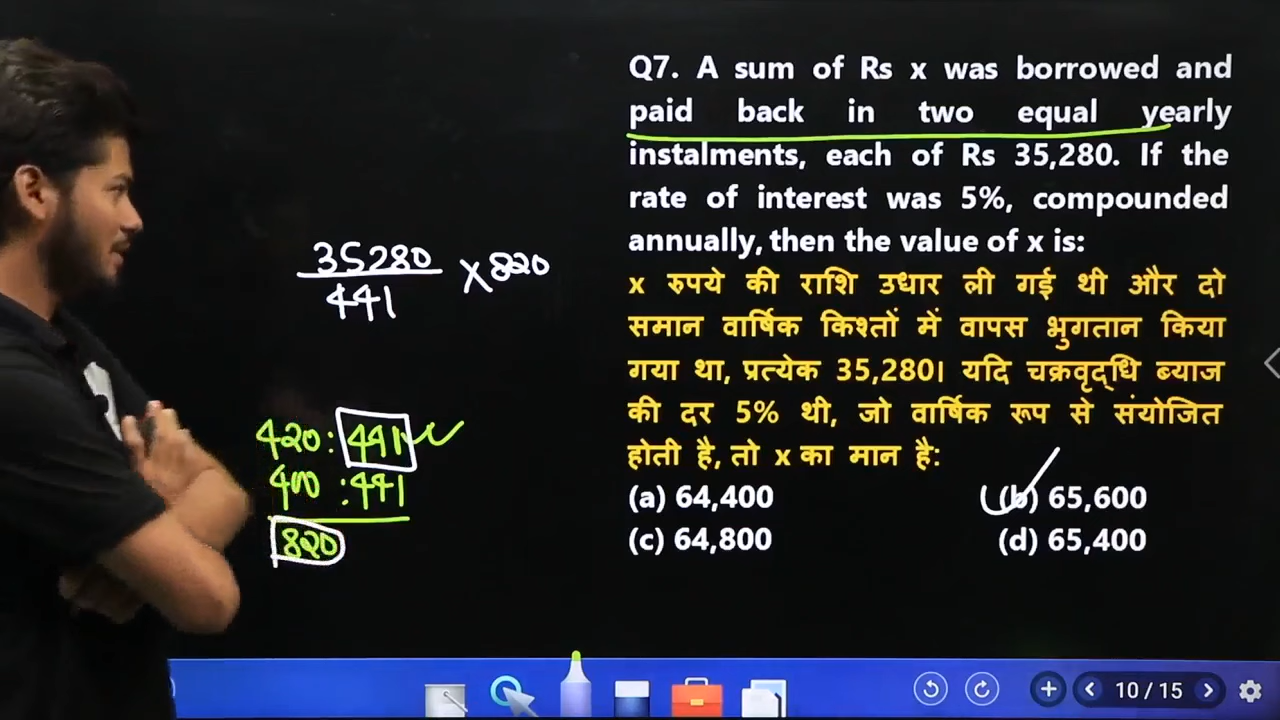 Q7. A sum of Rs x was borrowed and
paid back in two equal yearly
instalments, each of Rs 35,280. If the
rate of interest was 5%, compounded
annually, then the value of x is:
x रुपये की राशि उधार ली गई थी और दो
समान वार्षिक किश्तों में वापस भुगतान किया
गया था, प्रत्येक 35,280। यदि चक्रवृद्धि ब्याज
की दर 5% थी, जो वार्षिक रूप से संयोजित
होती है, तो x का मान है:
(a) 64,400 (b) 65,600
(c) 64,800 (d) 65,400
35280
441
x 820
420 : 441
400 : 441
820
10 / 15